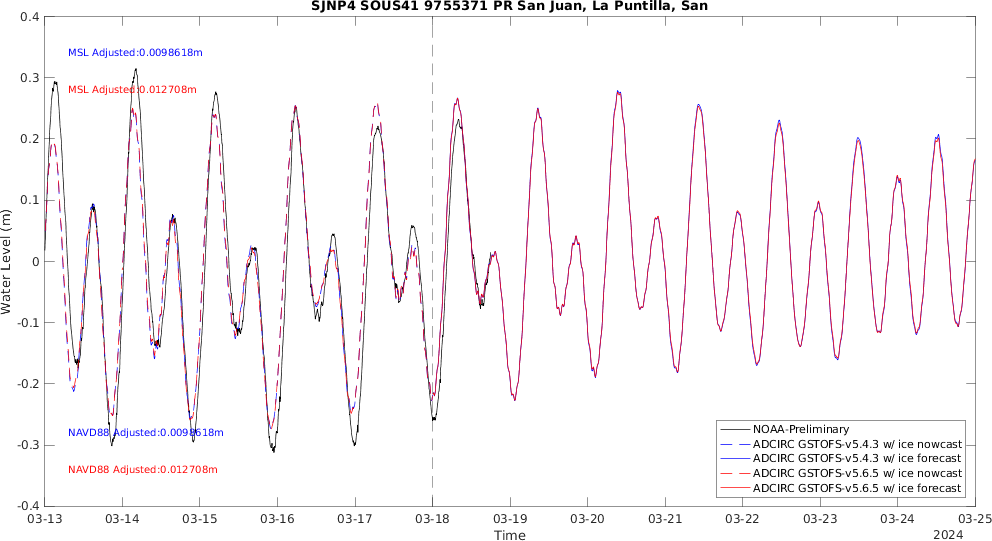 SJNP4 SOUS41 9755371 PR San Juan, La Puntilla, San
0.4
0.3
0.2
0.1
0
-0.1
-0.2
-0.3
-0.4
Water Level (m)
MSL Adjusted:0.0098618m
MSL Adjusted:0.012708m
NAVD88 Adjusted:0.0098618m
NAVD88 Adjusted:0.012708m
NOAA-Preliminary
ADCIRC GSTOFS-v5.4.3 w/ ice nowcast
ADCIRC GSTOFS-v5.4.3 w/ ice forecast
ADCIRC GSTOFS-v5.6.5 w/ ice nowcast
ADCIRC GSTOFS-v5.6.5 w/ ice forecast
03-13 03-14 03-15 03-16 03-17 03-18 03-19 03-20 03-21 03-22 03-23 03-24 03-25
Time
2024